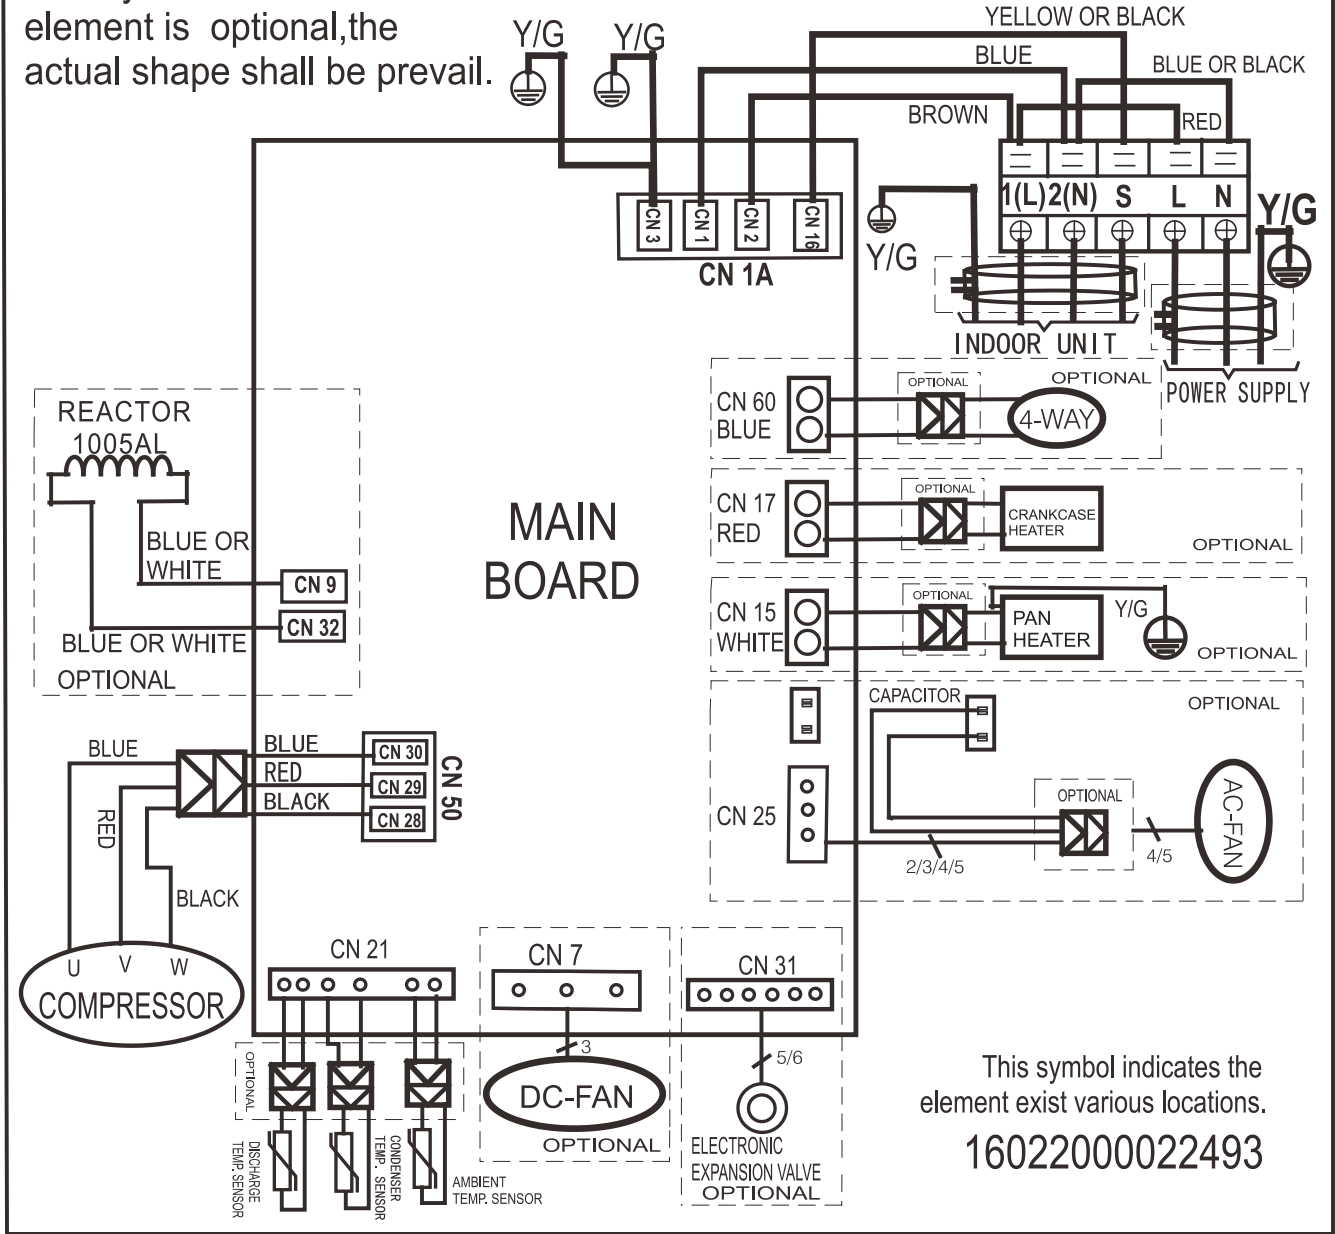 element is optional,the
actual shape shall be prevail.
Y/G
Y/G
YELLOW OR BLACK
BLUE
BLUE OR BLACK
BROWN
RED
1(L) 2(N) S L N
Y/G
Y/G
CN 3
CN 1
CN 2
CN 16
CN 1A
INDOOR UNIT
POWER SUPPLY
REACTOR
1005AL
BLUE OR
WHITE
CN 9
CN 32
BLUE OR WHITE
OPTIONAL
MAIN
BOARD
CN 60
BLUE
OPTIONAL
4-WAY
OPTIONAL
CN 17
RED
OPTIONAL
CRANKCASE
HEATER
OPTIONAL
CN 15
WHITE
OPTIONAL
PAN
HEATER
Y/G
OPTIONAL
CAPACITOR
OPTIONAL
CN 25
2/3/4/5
OPTIONAL
4/5
AC-FAN
BLUE
RED
BLACK
BLUE
RED
BLACK
CN 30
CN 29
CN 28
CN 50
U V W
COMPRESSOR
CN 21
OPTIONAL
DISCHARGE
TEMP. SENSOR
CONDENSER
TEMP. SENSOR
AMBIENT
TEMP. SENSOR
CN 7
3
DC-FAN
OPTIONAL
CN 31
5/6
ELECTRONIC
EXPANSION VALVE
OPTIONAL
This symbol indicates the
element exist various locations.
16022000022493